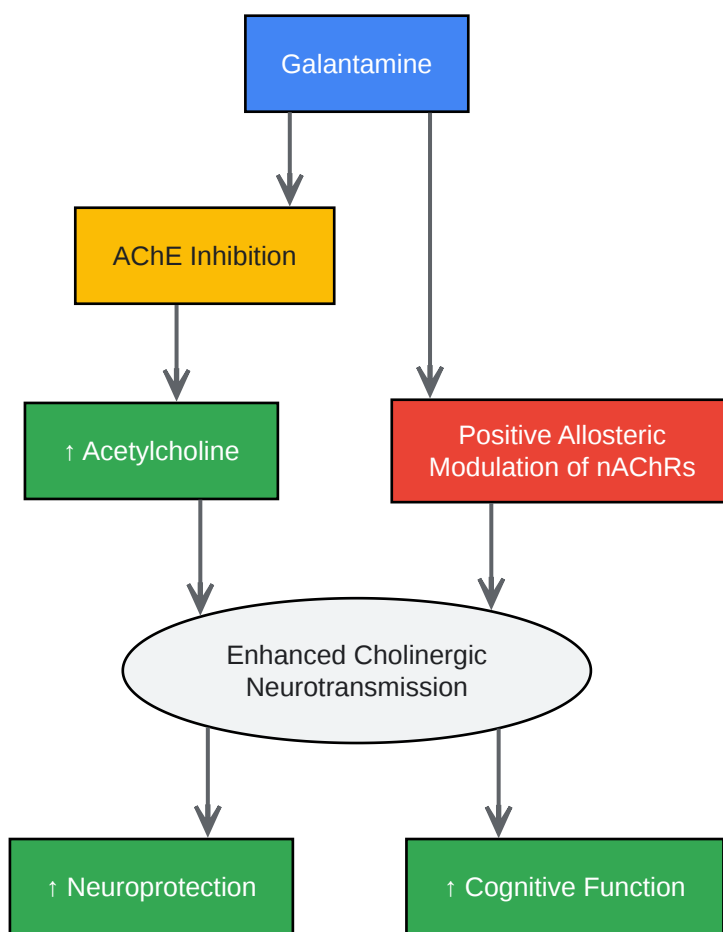 Galantamine
AChE Inhibition
↑ Acetylcholine
Positive Allosteric
Modulation of nAChRs
Enhanced Cholinergic
Neurotransmission
↑ Neuroprotection
↑ Cognitive Function